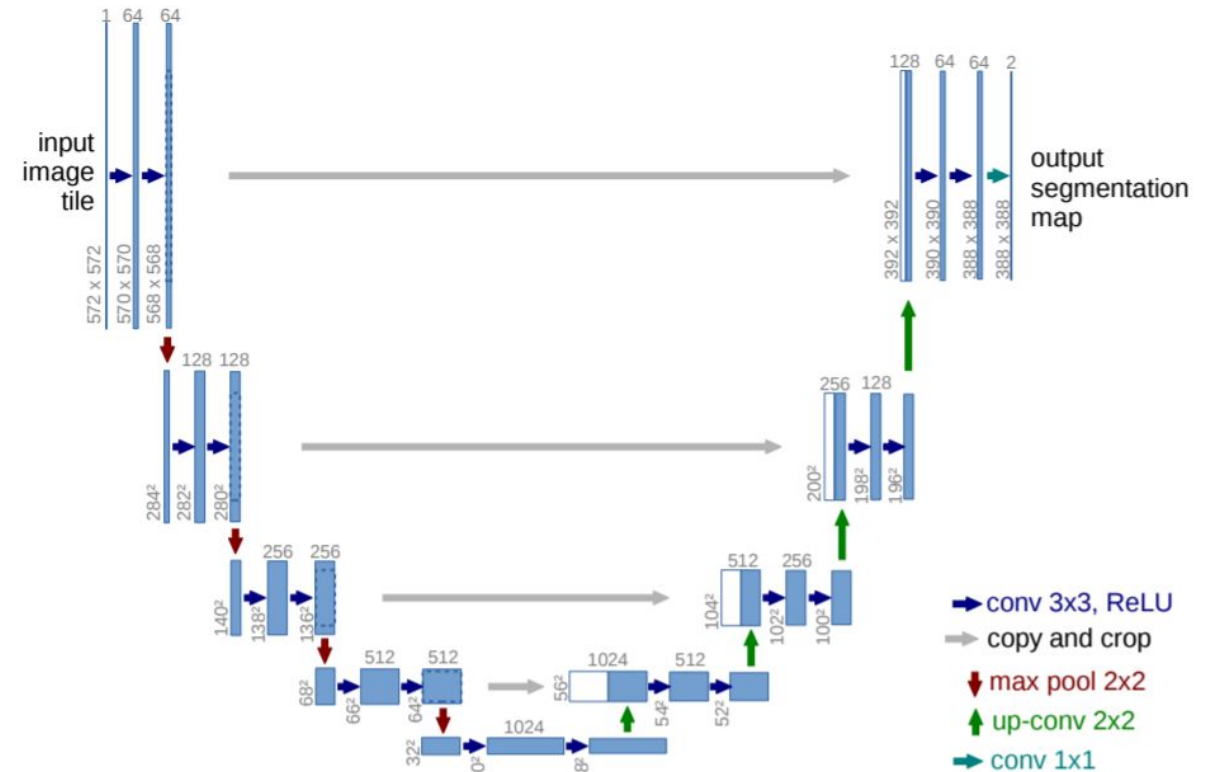 1 64 64
128 64 64 2
input
image
tile
output
segmentation
map
572 x 572
570 x 570
568 x 568
392 x 392
390 x 390
388 x 388
388 x 388
128 128
256 128
284²
282²
280²
200²
198²
196²
256 256
512 256
140²
138²
136²
104²
102²
100²
512 512
1024 512
68²
66²
64²
56²
54²
52²
1024
32²
conv 3x3, ReLU
copy and crop
max pool 2x2
up-conv 2x2
conv 1x1